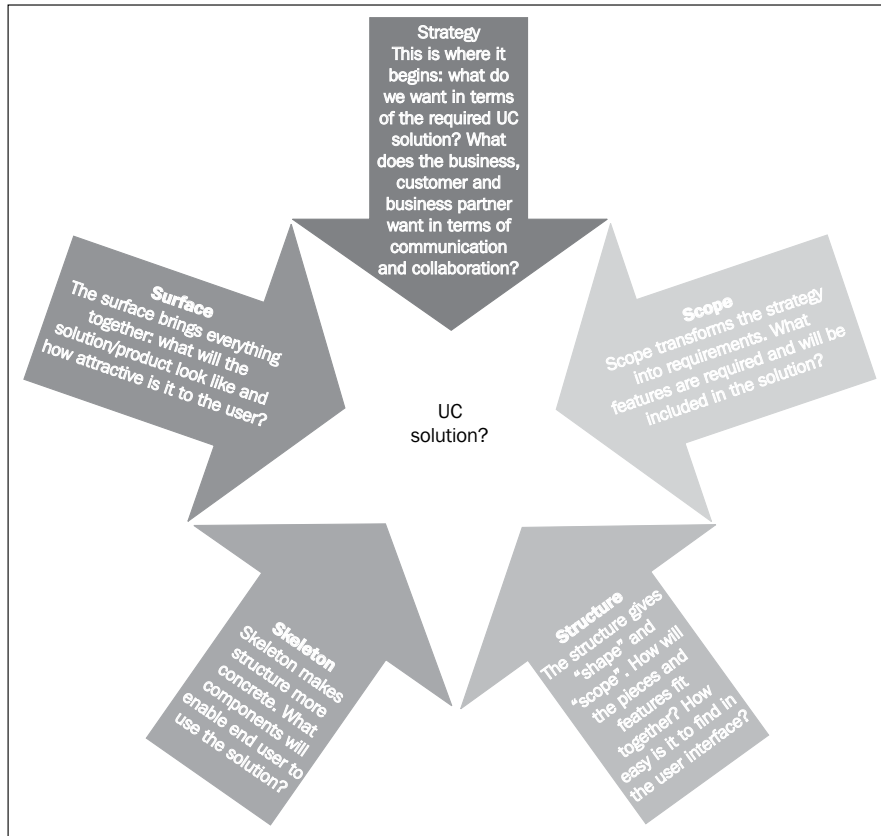 Strategy
This is where it
begins: what do
we want in terms
of the required UC
solution? What
does the business,
customer and
business partner
want in terms of
communication
and collaboration?
Surface
The surface brings everything
together: what will the
solution/product look like and
how attractive is it to the user?
Scope
Scope transforms the strategy
into requirements. What
features are required and will be
included in the solution?
UC
solution?
Skeleton
Skeleton makes
structure more
concrete. What
components will
enable end user to
use the solution?
Structure
The structure gives
“shape” and
“scope”. How will
the pieces and
features fit
together? How
easy is it to find in
the user interface?